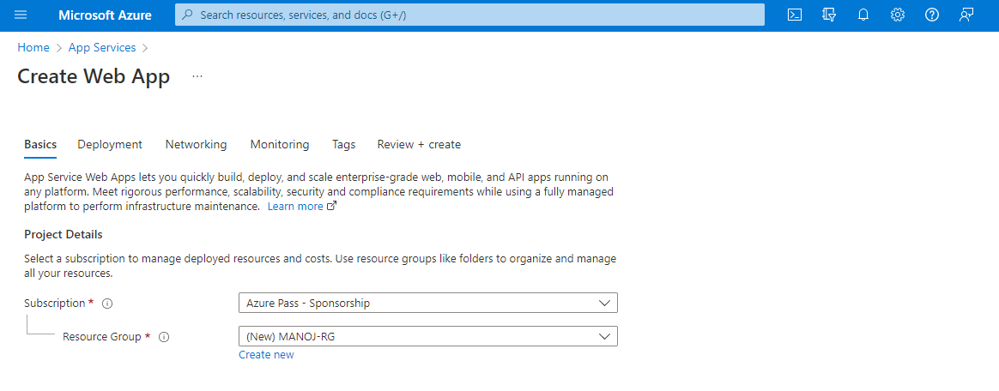 Microsoft Azure
Search resources, services, and docs (G+/)
Home > App Services >
Create Web App ...
Basics Deployment Networking Monitoring Tags Review + create
App Service Web Apps lets you quickly build, deploy, and scale enterprise-grade web, mobile, and API apps running on
any platform. Meet rigorous performance, scalability, security and compliance requirements while using a fully managed
platform to perform infrastructure maintenance. Learn more
Project Details
Select a subscription to manage deployed resources and costs. Use resource groups like folders to organize and manage
all your resources.
Subscription * Azure Pass - Sponsorship
Resource Group * (New) MANOJ-RG
Create new